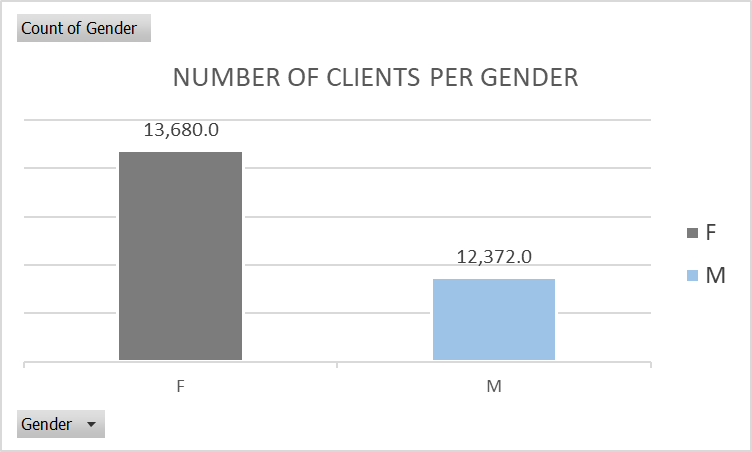 Count of Gender
NUMBER OF CLIENTS PER GENDER
13,680.0
12,372.0
F
M
F
M
Gender